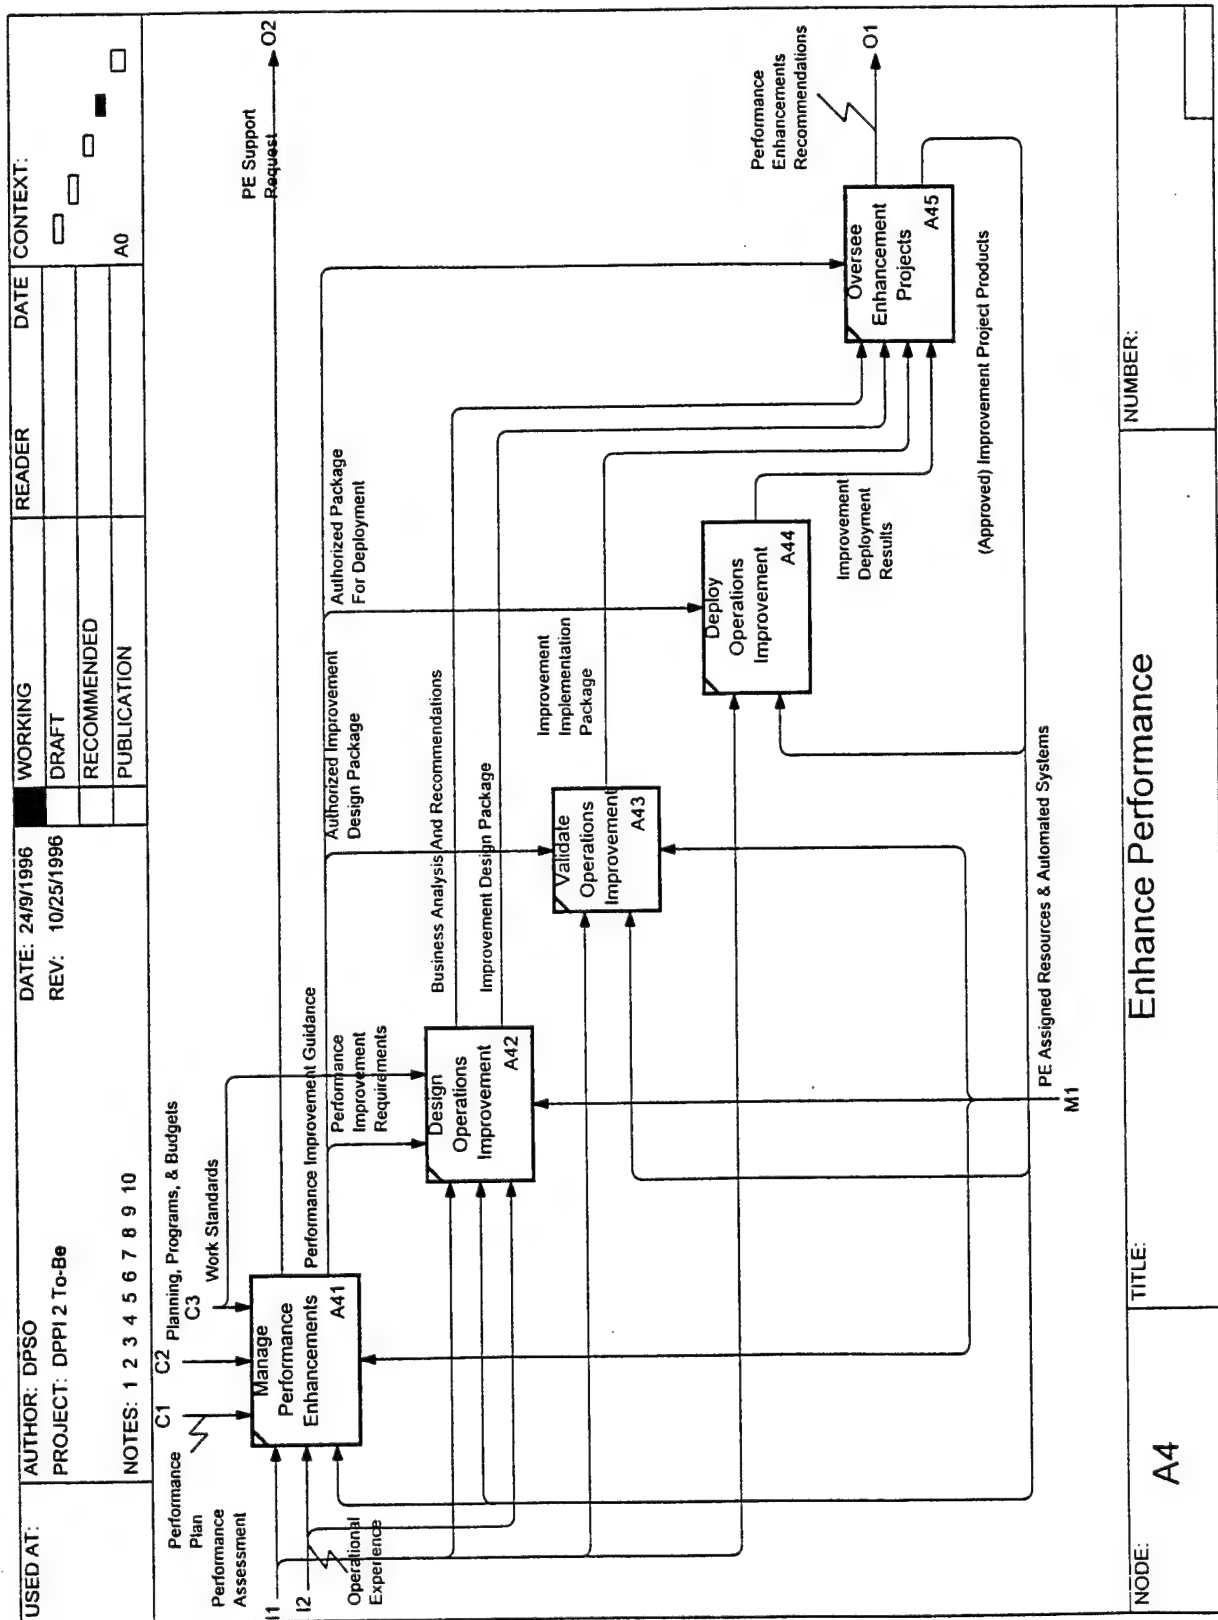 USED AT:
AUTHOR: DPSO
PROJECT: DPPI 2 To-Be
NOTES: 1 2 3 4 5 6 7 8 9 10
DATE: 24/9/1996
REV: 10/25/1996
WORKING
DRAFT
RECOMMENDED
PUBLICATION
READER
DATE
CONTEXT:
A0
C1
C2
C3
Planning, Programs, & Budgets
Work Standards
Performance
Plan
Performance
Assessment
I1
I2
Operational
Experience
Manage
Performance
Enhancements
A41
PE Support
Request
O2
Performance Improvement Guidance
Performance
Improvement
Requirements
Authorized Improvement
Design Package
Authorized Package
For Deployment
Design
Operations
Improvement
A42
Business Analysis And Recommendations
Improvement Design Package
Validate
Operations
Improvement
A43
Improvement
Implementation
Package
Deploy
Operations
Improvement
A44
Improvement
Deployment
Results
Oversee
Enhancement
Projects
A45
Performance
Enhancements
Recommendations
O1
(Approved) Improvement Project Products
PE Assigned Resources & Automated Systems
M1
NODE:
A4
TITLE:
Enhance Performance
NUMBER: